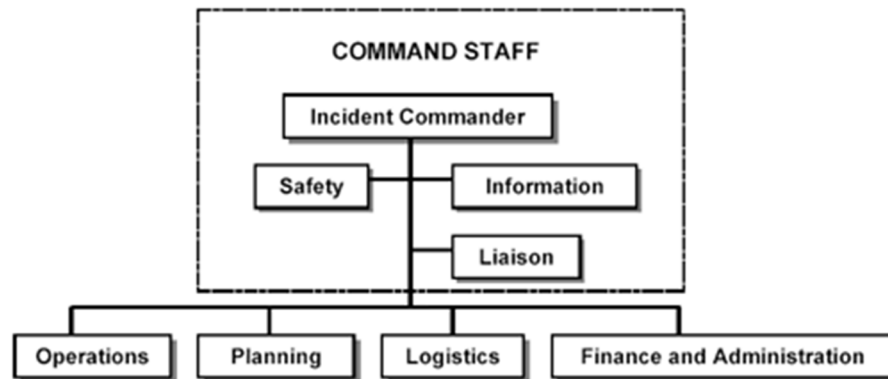 COMMAND STAFF
Incident Commander
Safety
Information
Liaison
Operations
Planning
Logistics
Finance and Administration